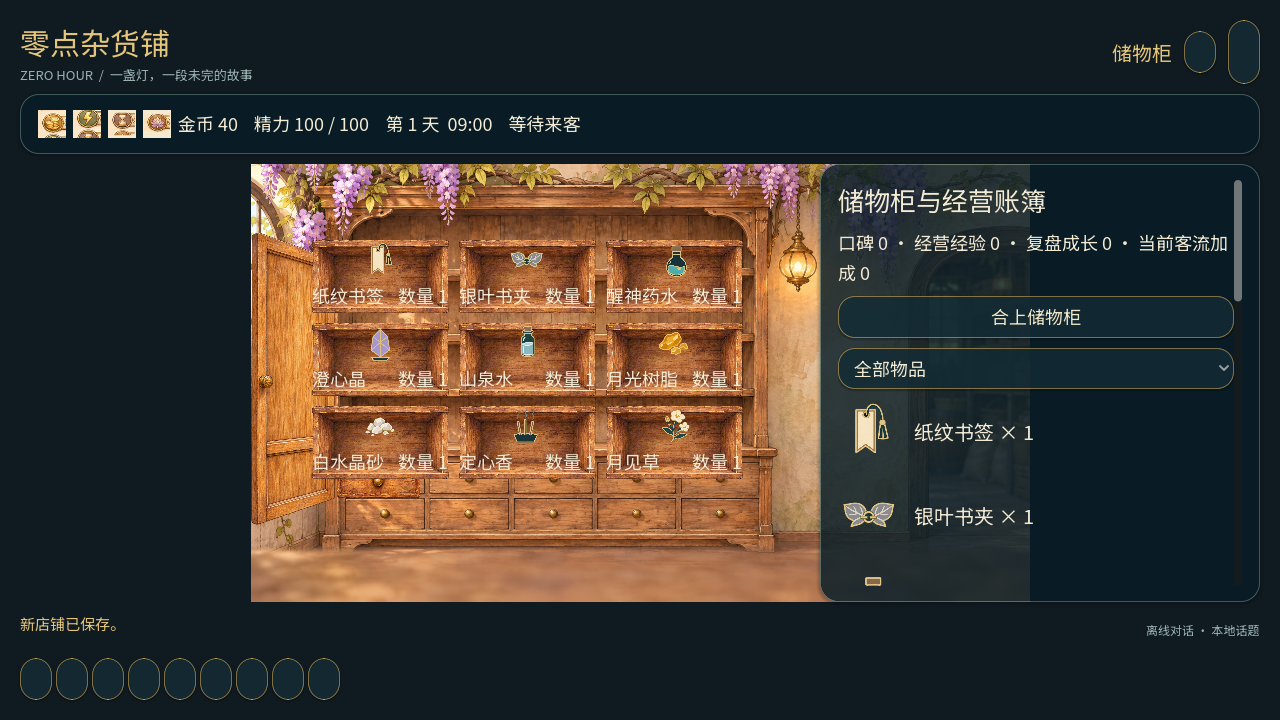 零点杂货铺
ZERO HOUR / 一盏灯，一段未完的故事
储物柜
金币 40 精力 100 / 100 第 1 天 09:00 等待来客
纸纹书签 数量 1 银叶书夹 数量 1 醒神药水 数量 1
澄心晶 数量 1 山泉水 数量 1 月光树脂 数量 1
白水晶砂 数量 1 定心香 数量 1 月见草 数量 1
储物柜与经营账簿
口碑 0 · 经营经验 0 · 复盘成长 0 · 当前客流加
成 0
合上储物柜
全部物品
纸纹书签 × 1
银叶书夹 × 1
新店铺已保存。
离线对话 · 本地话题